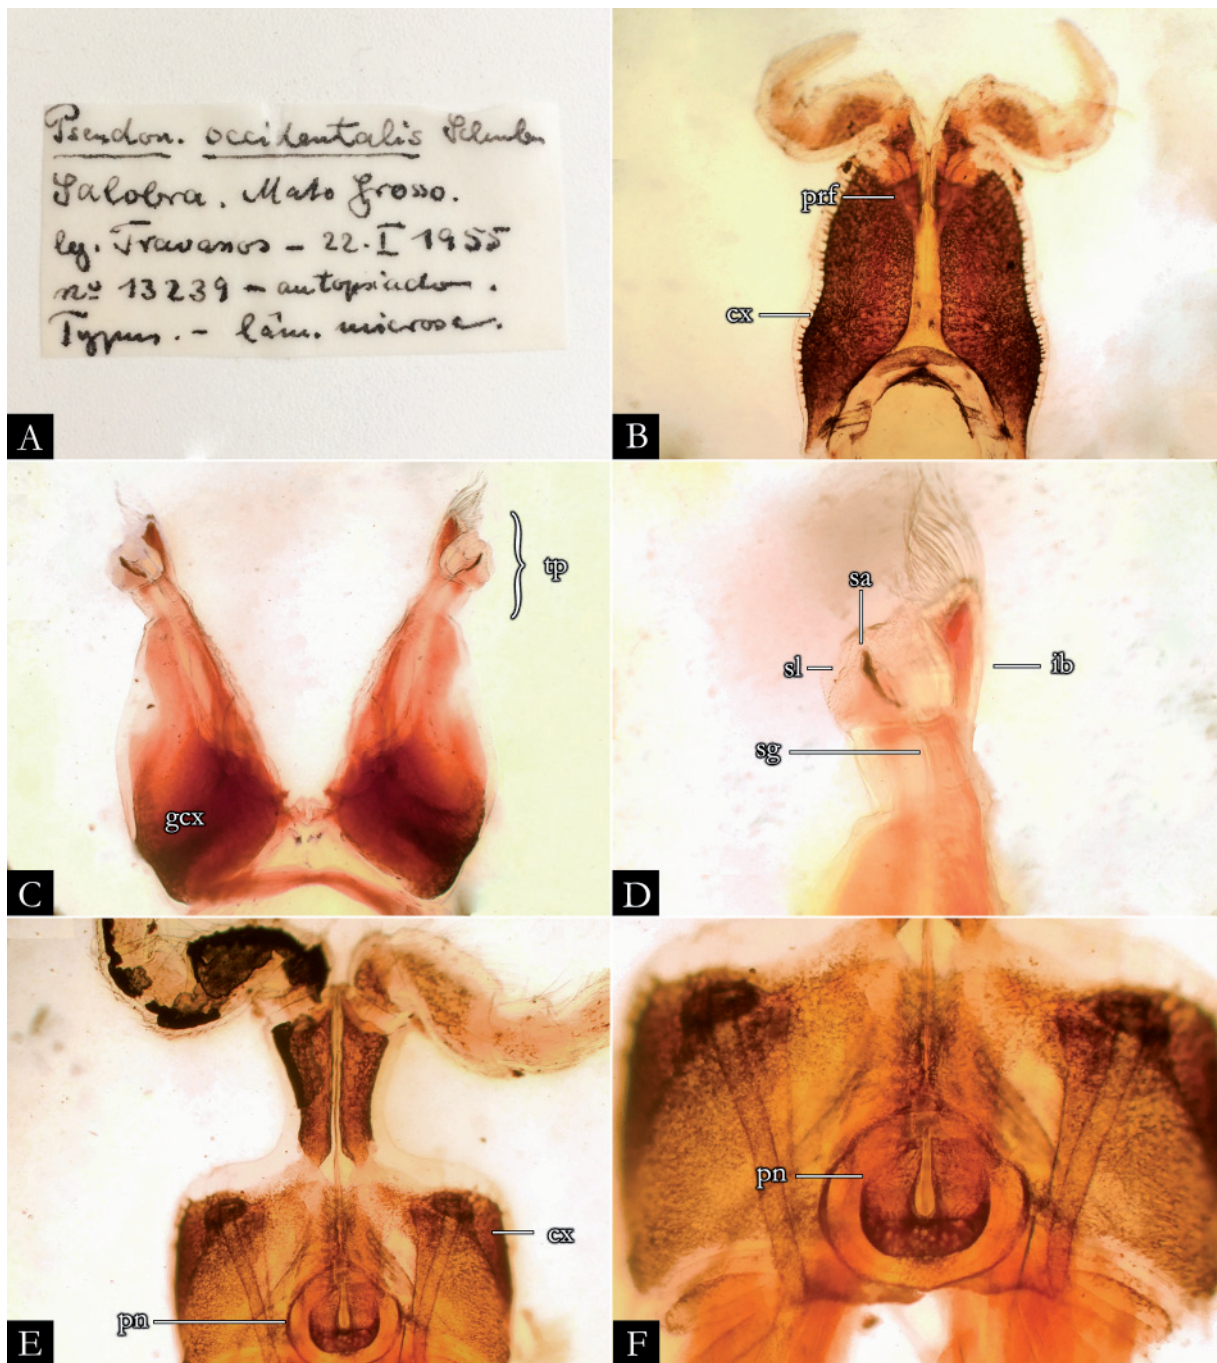 Pseudon. occidentalis Schubu
Salobra. Mato Grosso.
leg. Travassos – 22. I 1955
nº 13239 – autopsiado.
Typus. – lâm. microsc.
A
prf
cx
B
tp
gcx
C
sa
sl
ib
sg
D
cx
pn
E
pn
F